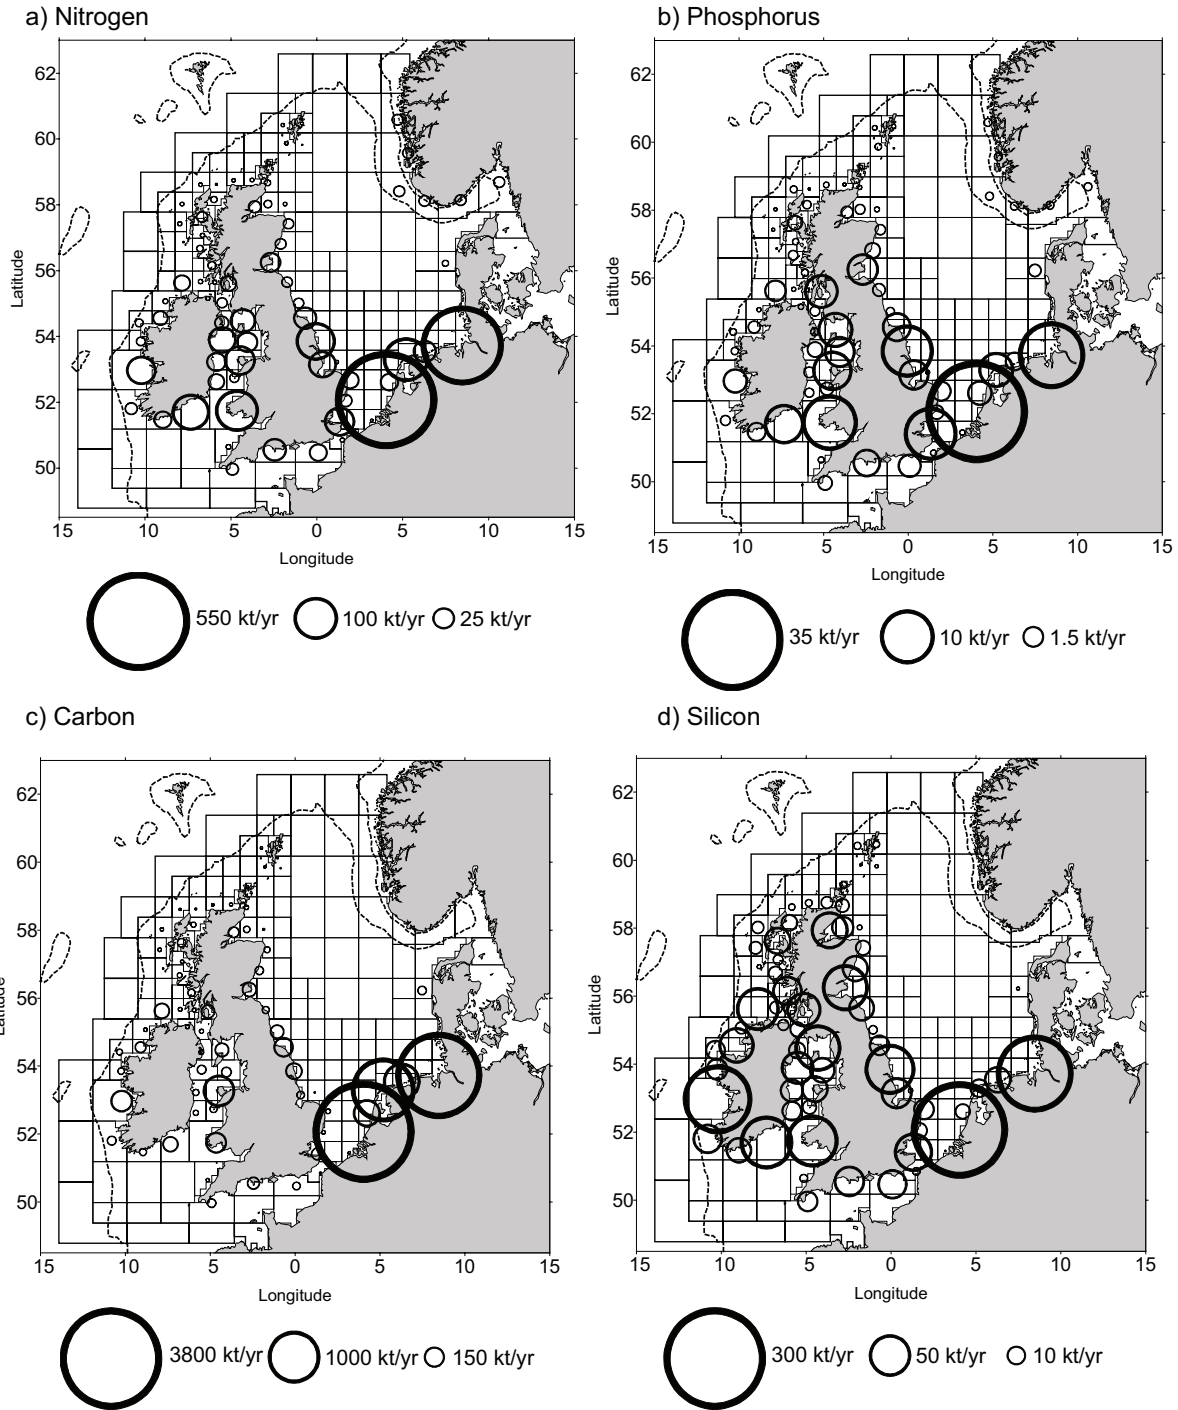 a) Nitrogen
b) Phosphorus
62
60
58
56
54
52
50
Latitude
15 10 5 0 5 10 15
Longitude
550 kt/yr 100 kt/yr 25 kt/yr
62
60
58
56
54
52
50
Latitude
15 10 5 0 5 10 15
Longitude
35 kt/yr 10 kt/yr 1.5 kt/yr
c) Carbon
d) Silicon
62
60
58
56
54
52
50
Latitude
15 10 5 0 5 10 15
Longitude
3800 kt/yr 1000 kt/yr 150 kt/yr
62
60
58
56
54
52
50
Latitude
15 10 5 0 5 10 15
Longitude
300 kt/yr 50 kt/yr 10 kt/yr